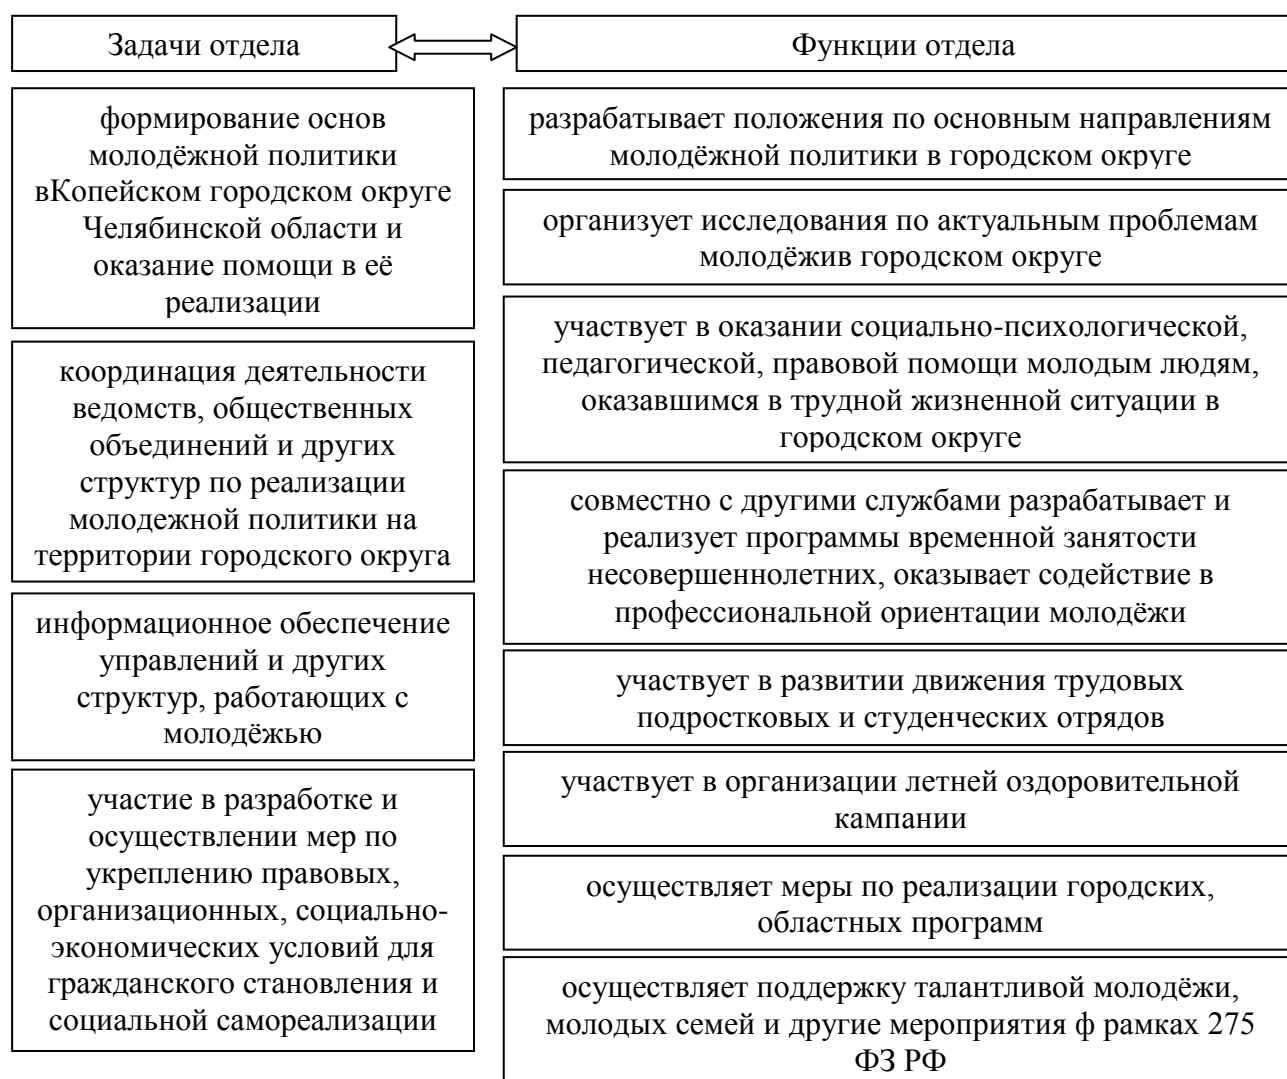 Задачи отдела
Функции отдела
формирование основ
молодёжной политики
вКопейском городском округе
Челябинской области и
оказание помощи в её
реализации
координация деятельности
ведомств, общественных
объединений и других
структур по реализации
молодежной политики на
территории городского округа
информационное обеспечение
управлений и других
структур, работающих с
молодёжью
участие в разработке и
осуществлении мер по
укреплению правовых,
организационных, социально-
экономических условий для
гражданского становления и
социальной самореализации
разрабатывает положения по основным направлениям
молодёжной политики в городском округе
организует исследования по актуальным проблемам
молодёжив городском округе
участвует в оказании социально-психологической,
педагогической, правовой помощи молодым людям,
оказавшимся в трудной жизненной ситуации в
городском округе
совместно с другими службами разрабатывает и
реализует программы временной занятости
несовершеннолетних, оказывает содействие в
профессиональной ориентации молодёжи
участвует в развитии движения трудовых
подростковых и студенческих отрядов
участвует в организации летней оздоровительной
кампании
осуществляет меры по реализации городских,
областных программ
осуществляет поддержку талантливой молодёжи,
молодых семей и другие мероприятия ф рамках 275
ФЗ РФ